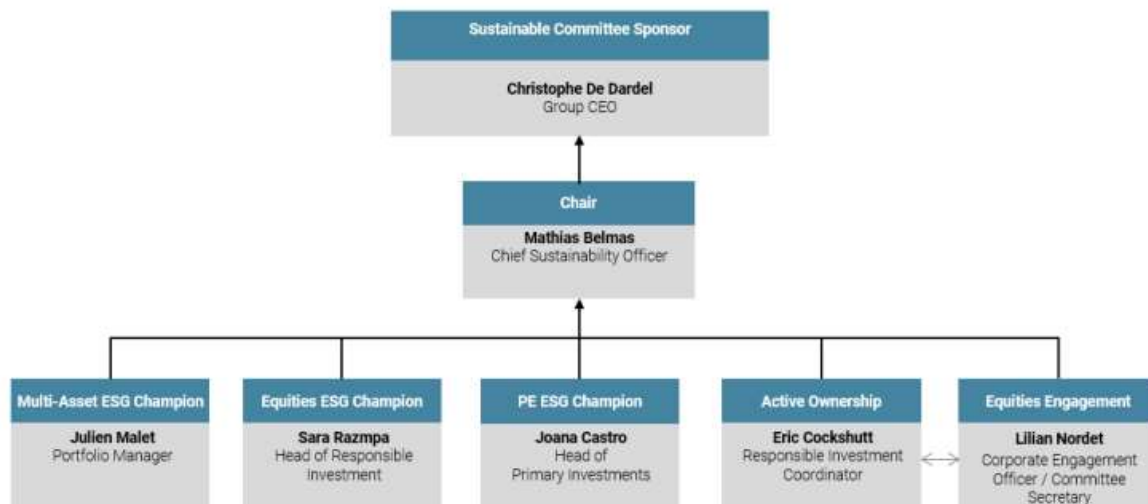 Sustainable Committee Sponsor
Christophe De Dardel
Group CEO
Chair
Mathias Belmas
Chief Sustainability Officer
Multi-Asset ESG Champion
Julien Malet
Portfolio Manager
Equities ESG Champion
Sara Razmpa
Head of Responsible
Investment
PE ESG Champion
Joana Castro
Head of
Primary Investments
Active Ownership
Eric Cockshutt
Responsible Investment
Coordinator
Equities Engagement
Lilian Nordet
Corporate Engagement
Officer / Committee
Secretary